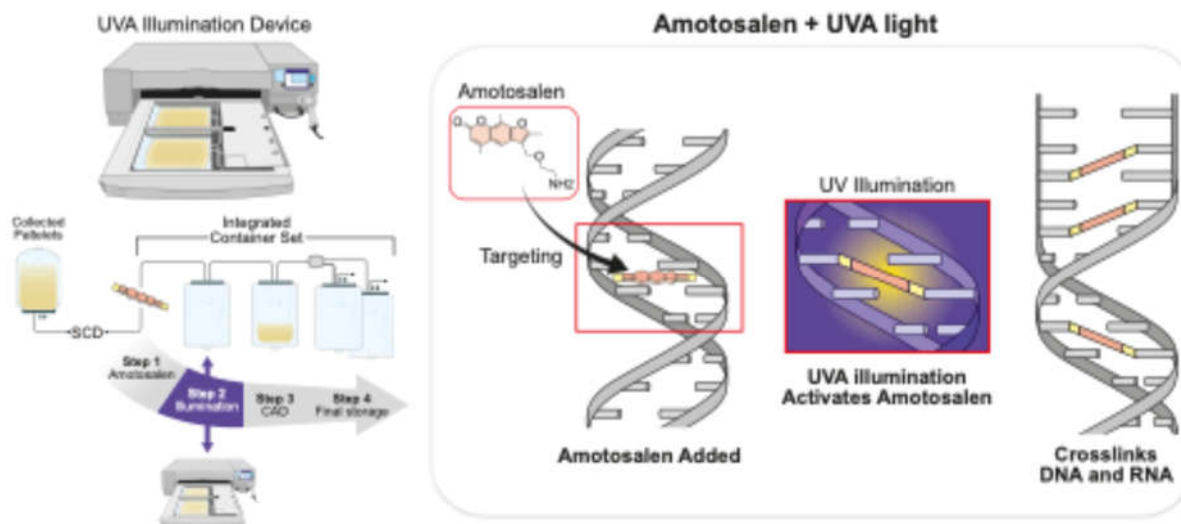 UVA Illumination Device
Collected
Patelets
Integrated
Container Set
SCD
Step 1
Amotosalen
Step 2
Illumination
Step 3
CAD
Step 4
Final storage
Amotosalen + UVA light
Amotosalen
O
O
O
O
NH2
Targeting
Amotosalen Added
UV Illumination
UVA illumination
Activates Amotosalen
Crosslinks
DNA and RNA